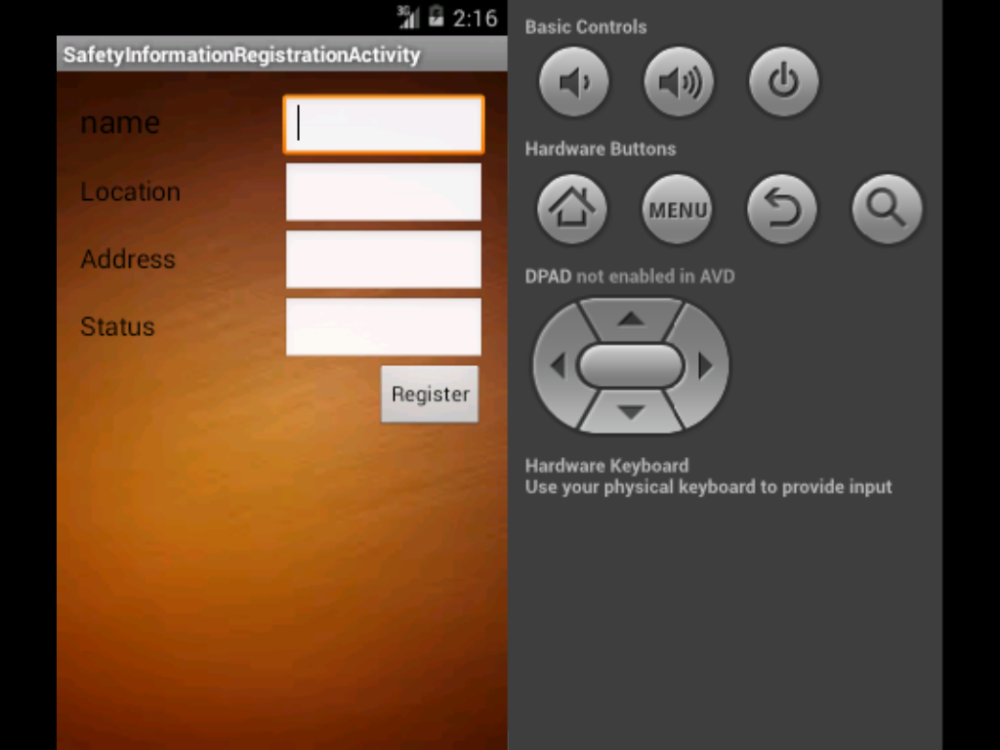 3G 2:16
SafetyInformationRegistrationActivity
name
Location
Address
Status
Register
Basic Controls
Hardware Buttons
MENU
DPAD not enabled in AVD
Hardware Keyboard
Use your physical keyboard to provide input